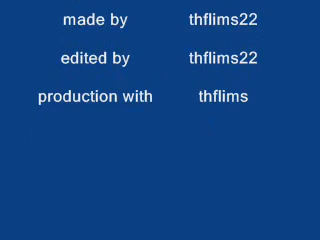 made by thflims22
edited by thflims22
production with thflims